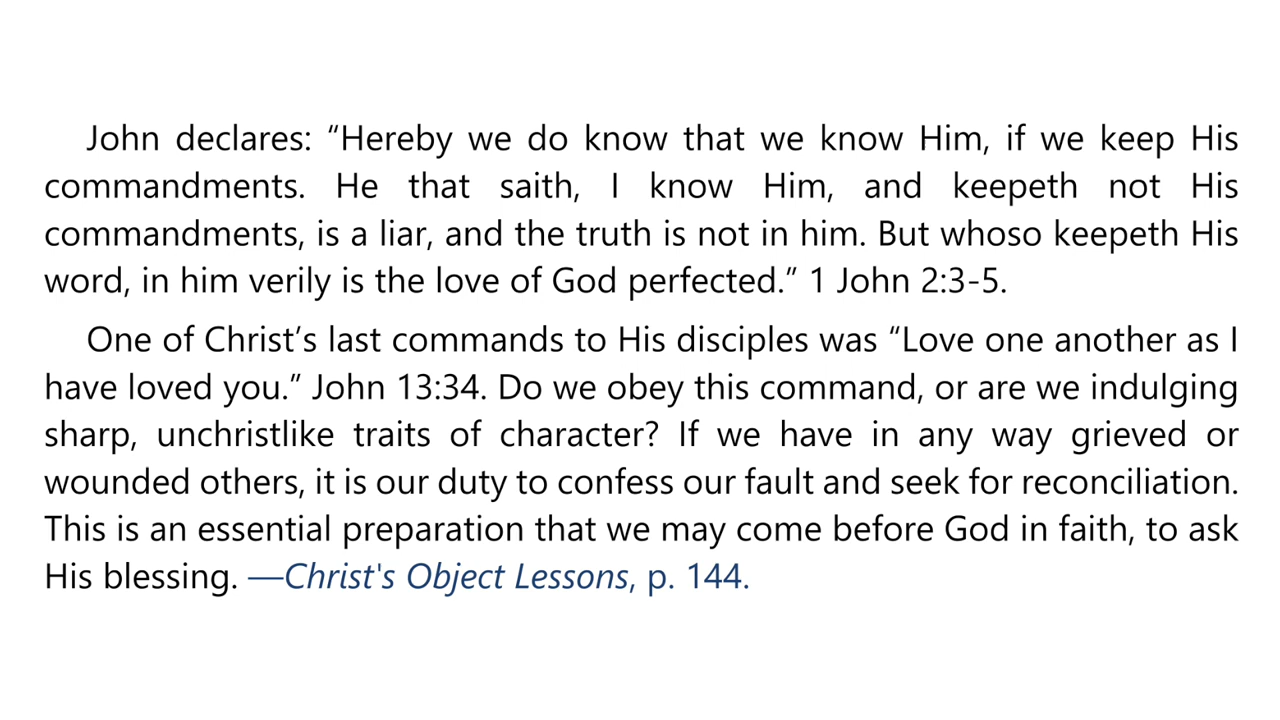 John declares: “Hereby we do know that we know Him, if we keep His
commandments. He that saith, I know Him, and keepeth not His
commandments, is a liar, and the truth is not in him. But whoso keepeth His
word, in him verily is the love of God perfected.” 1 John 2:3-5.
One of Christ’s last commands to His disciples was “Love one another as I
have loved you.” John 13:34. Do we obey this command, or are we indulging
sharp, unchristlike traits of character? If we have in any way grieved or
wounded others, it is our duty to confess our fault and seek for reconciliation.
This is an essential preparation that we may come before God in faith, to ask
His blessing. —Christ's Object Lessons, p. 144.